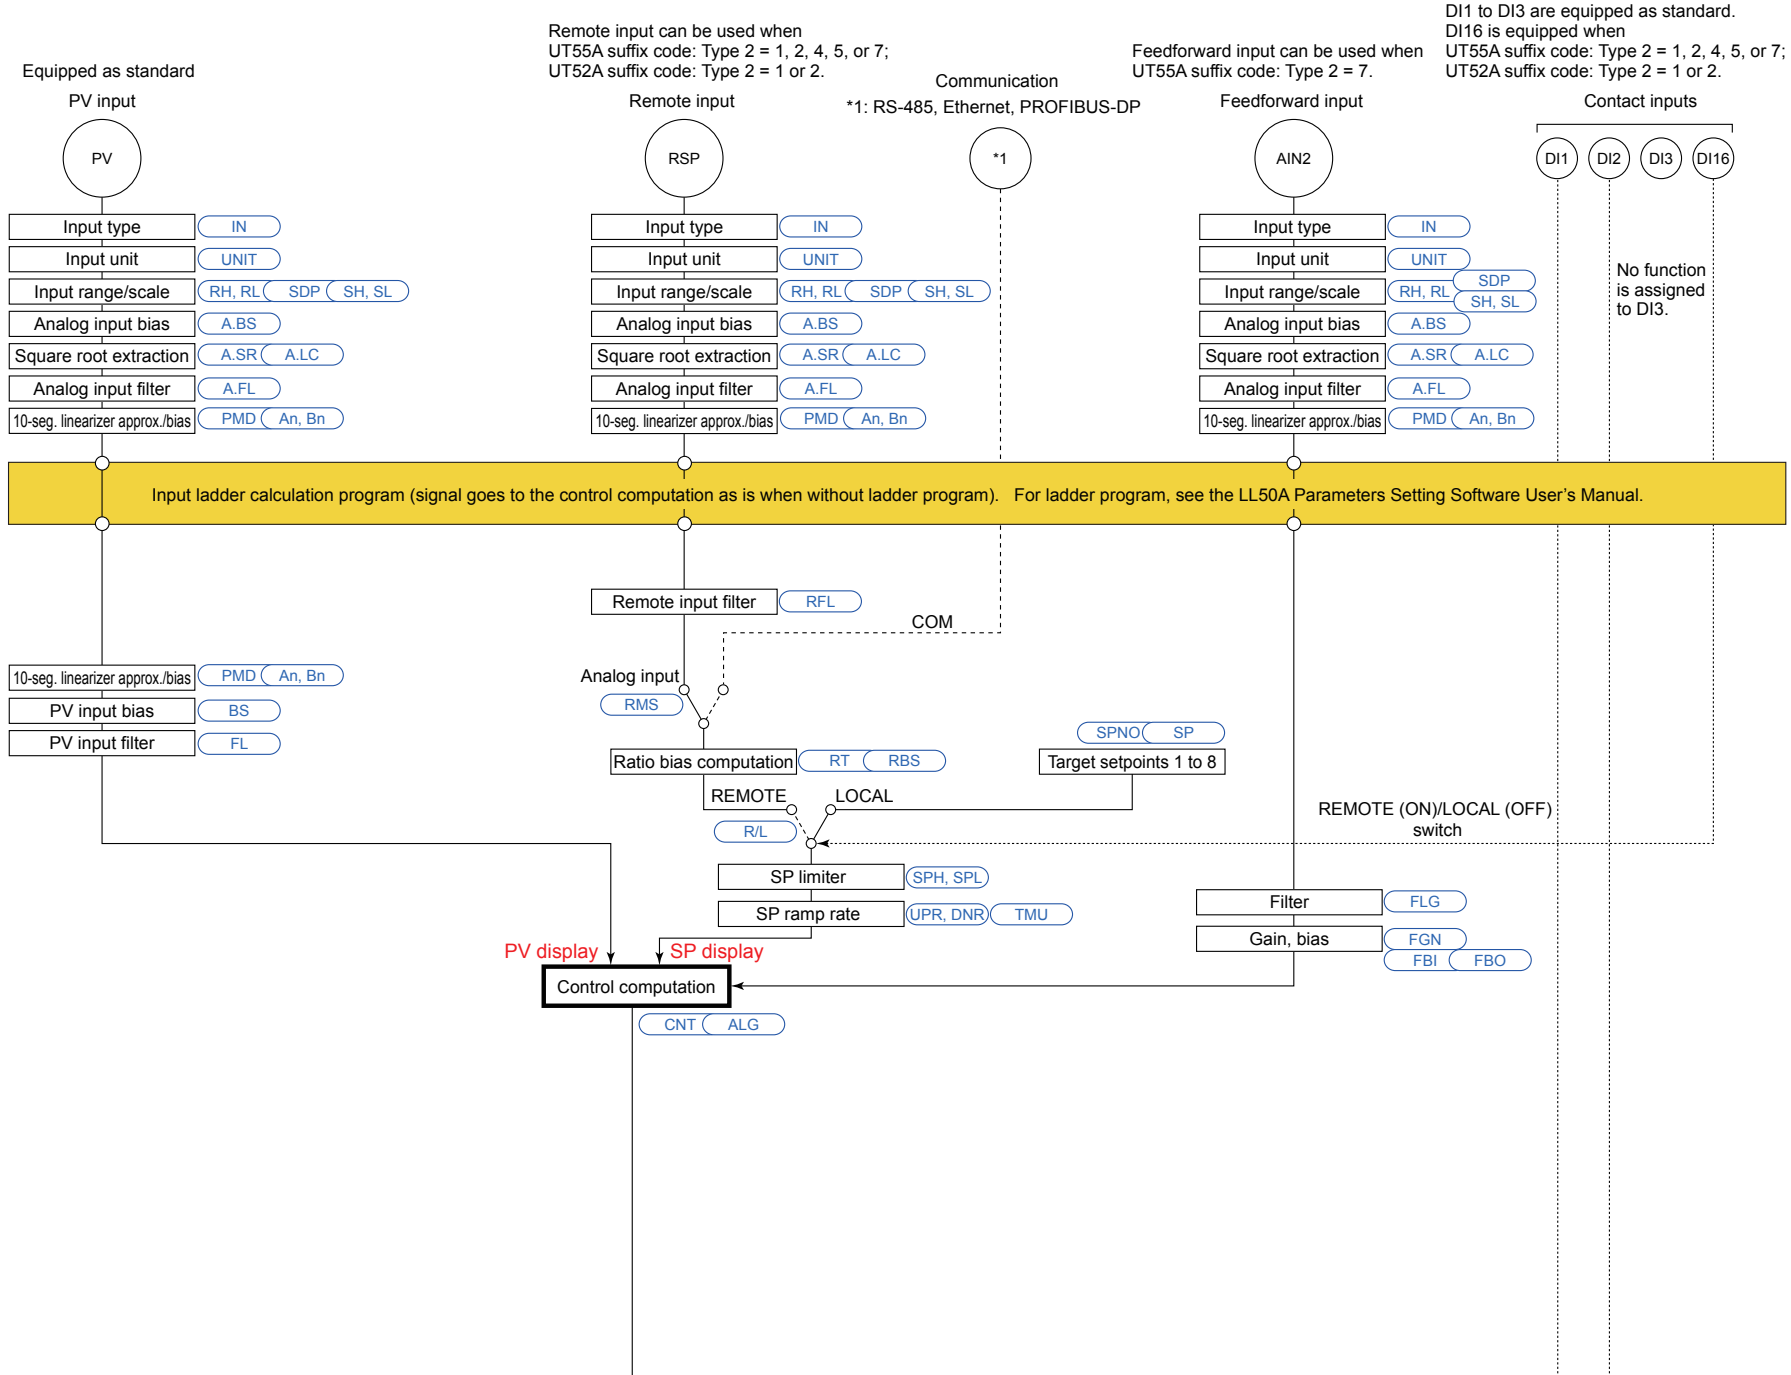 Equipped as standard
PV input
PV
Remote input can be used when
UT55A suffix code: Type 2 = 1, 2, 4, 5, or 7;
UT52A suffix code: Type 2 = 1 or 2.
Remote input
RSP
Communication
*1: RS-485, Ethernet, PROFIBUS-DP
*1
Feedforward input can be used when
UT55A suffix code: Type 2 = 7.
Feedforward input
AIN2
DI1 to DI3 are equipped as standard.
DI16 is equipped when
UT55A suffix code: Type 2 = 1, 2, 4, 5, or 7;
UT52A suffix code: Type 2 = 1 or 2.
Contact inputs
DI1 DI2 DI3 DI16
Input type IN
Input unit UNIT
Input range/scale RH, RL SDP SH, SL
Analog input bias A.BS
Square root extraction A.SR A.LC
Analog input filter A.FL
10-seg. linearizer approx./bias PMD An, Bn
Input type IN
Input unit UNIT
Input range/scale RH, RL SDP SH, SL
Analog input bias A.BS
Square root extraction A.SR A.LC
Analog input filter A.FL
10-seg. linearizer approx./bias PMD An, Bn
Input type IN
Input unit UNIT
Input range/scale RH, RL SDP
SH, SL
Analog input bias A.BS
Square root extraction A.SR A.LC
Analog input filter A.FL
10-seg. linearizer approx./bias PMD An, Bn
No function
is assigned
to DI3.
Input ladder calculation program (signal goes to the control computation as is when without ladder program). For ladder program, see the LL50A Parameters Setting Software User's Manual.
Remote input filter RFL
COM
Analog input
RMS
10-seg. linearizer approx./bias PMD An, Bn
PV input bias BS
PV input filter FL
SPNO SP
Ratio bias computation RT RBS
Target setpoints 1 to 8
REMOTE LOCAL
R/L
REMOTE (ON)/LOCAL (OFF)
switch
SP limiter SPH, SPL
SP ramp rate UPR, DNR TMU
Filter FLG
Gain, bias FGN
FBI FBO
PV display SP display
Control computation
CNT ALG